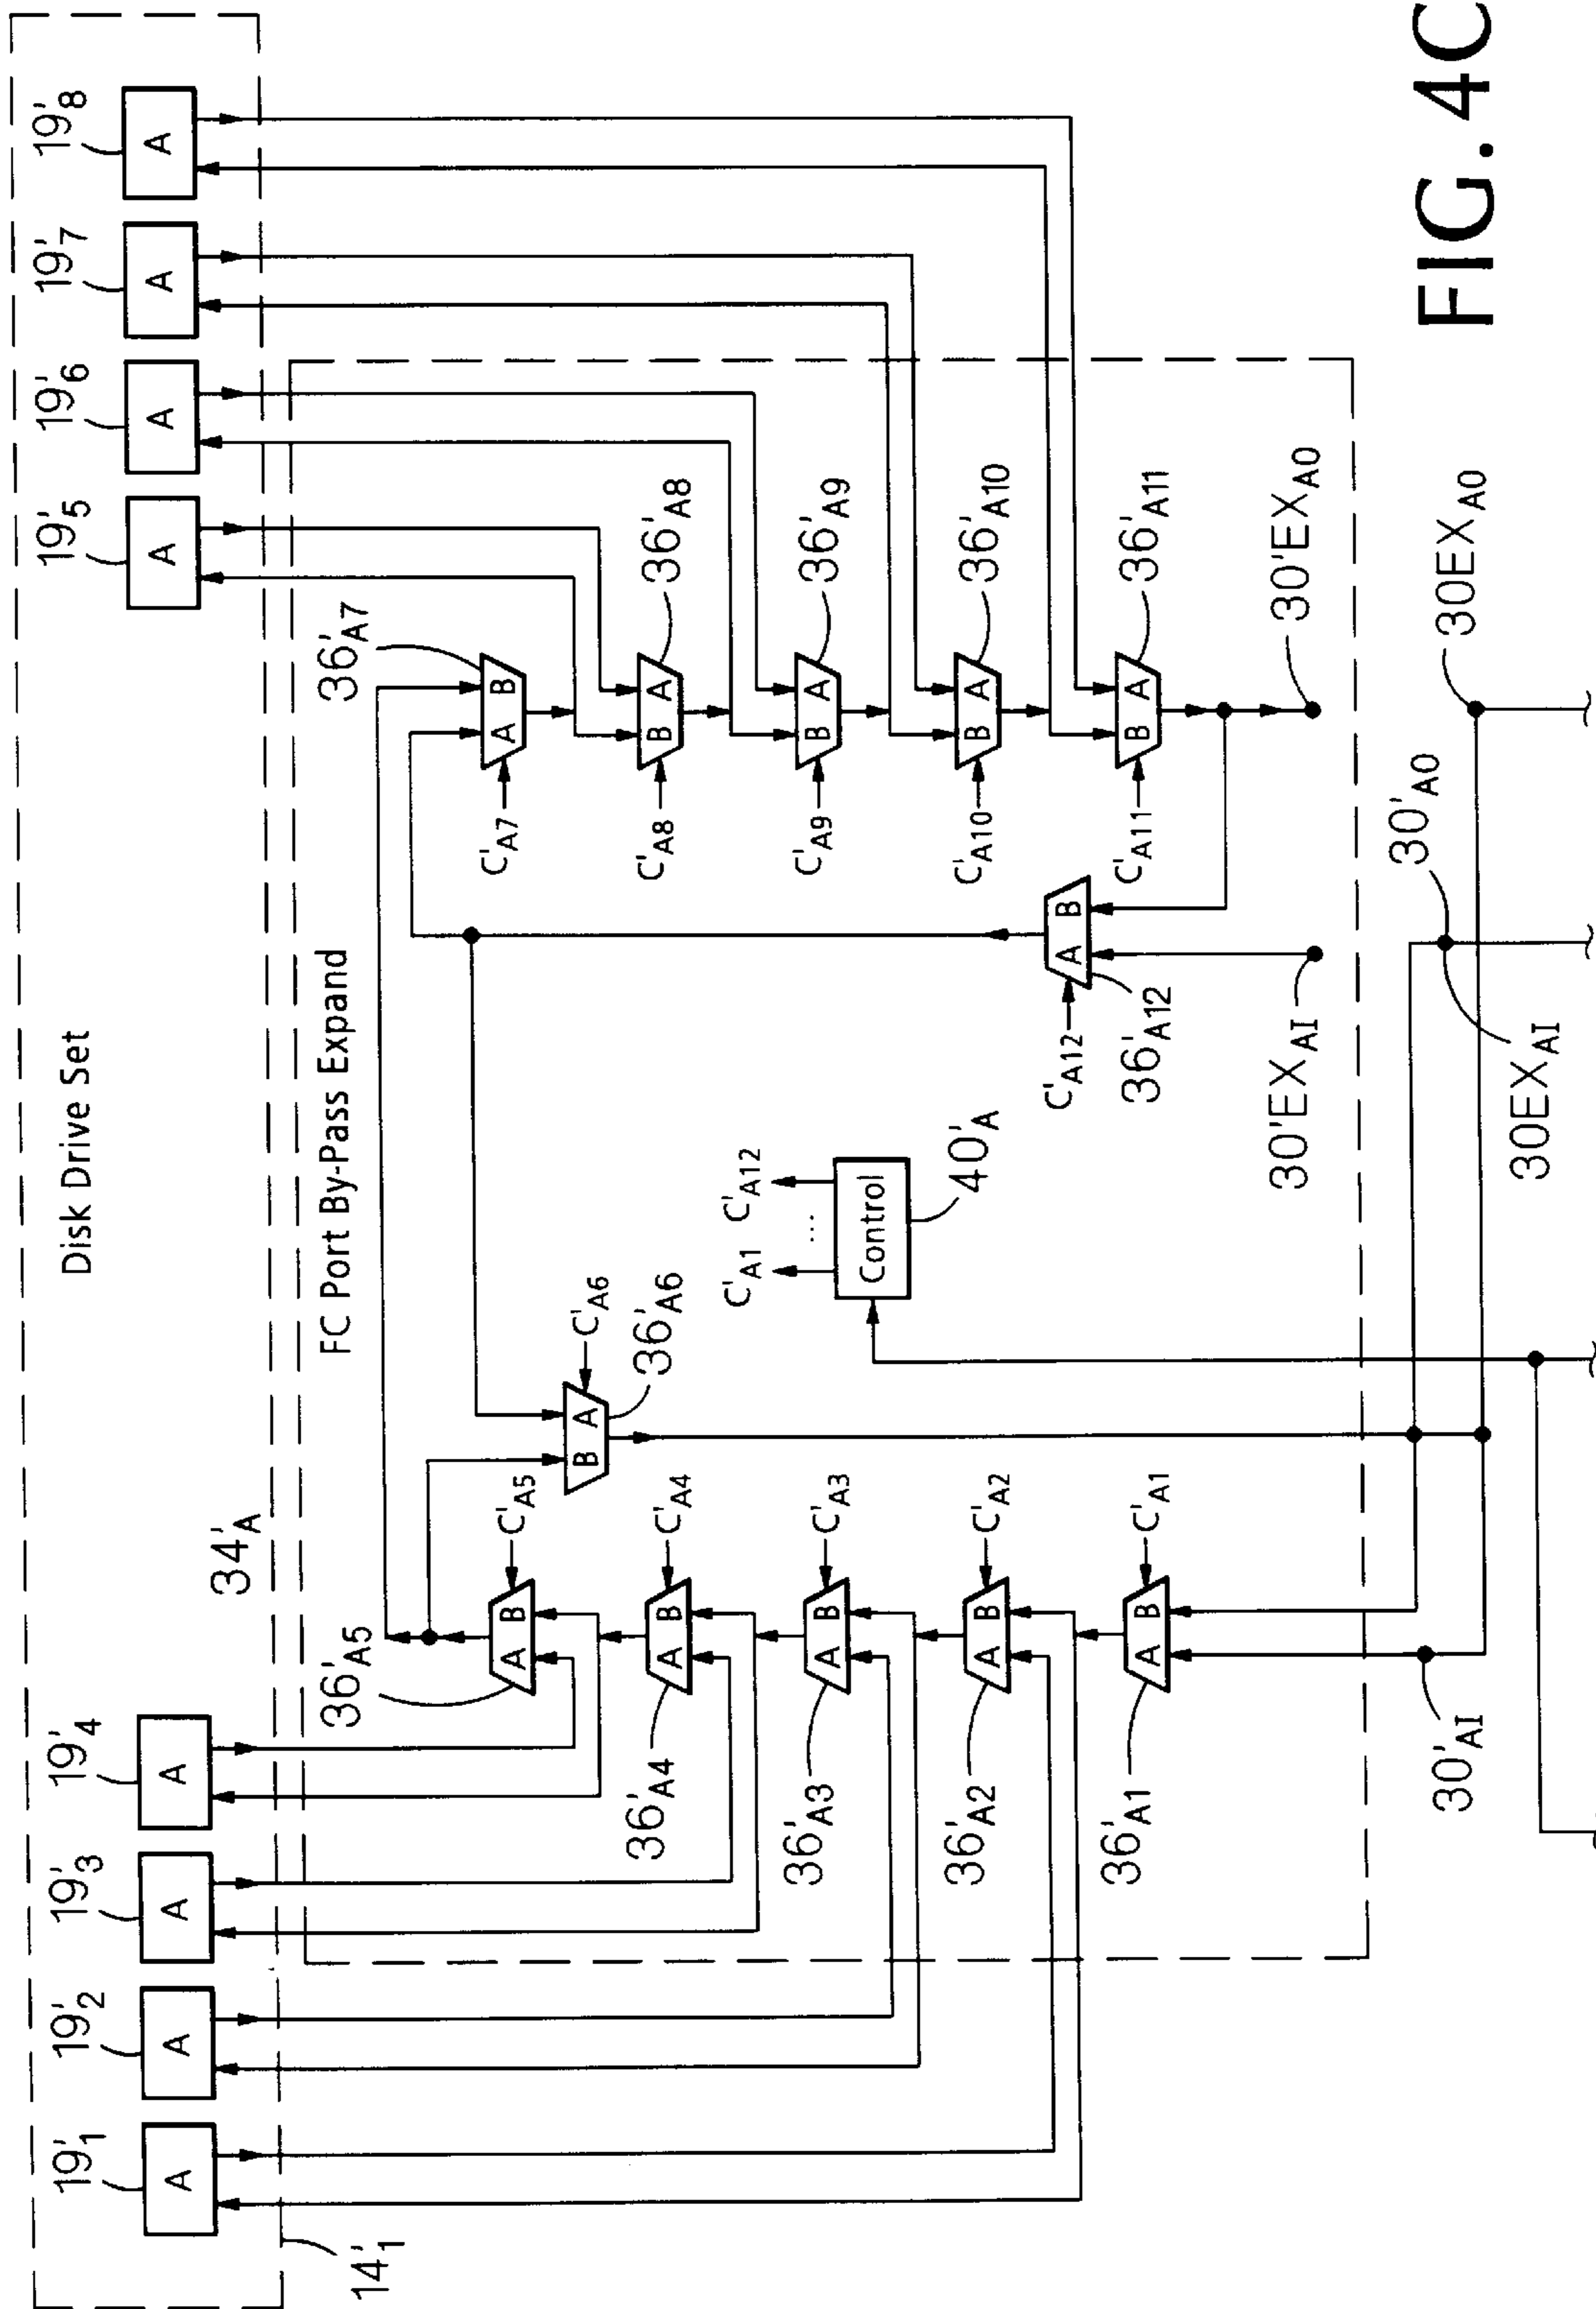 Disk Drive Set
19'1
19'2
19'3
19'4
19'5
19'6
19'7
19'8
A
A
A
A
A
A
A
A
14'1
34'A
FC Port By-Pass Expand
36'A5
A B
C'A5
36'A4
A B
C'A4
36'A3
A B
C'A3
36'A2
A B
C'A2
36'A1
A B
C'A1
B A
C'A6
36'A6
C'A1 ... C'A12
Control
40'A
36'A7
A B
C'A7
B A
C'A8
36'A8
B A
C'A9
36'A9
B A
C'A10
36'A10
B A
C'A11
36'A11
A B
C'A12
36'A12
30'EXAI
30'EXAO
30'AI
30'AO
30EXAI
30EXAO
FIG. 4C